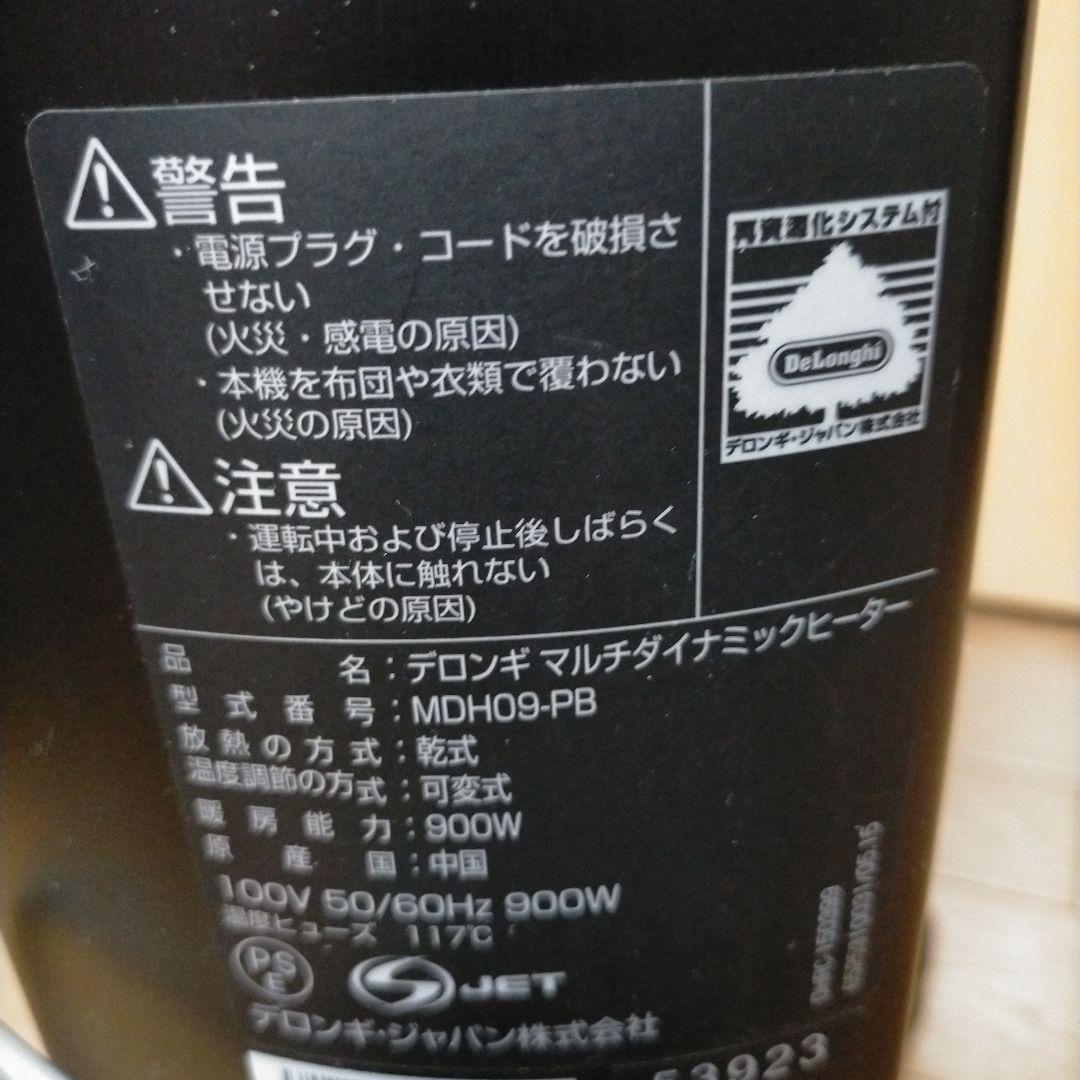 警告
・電源プラグ・コードを破損さ
せない
(火災・感電の原因)
・本機を布団や衣類で覆わない
(火災の原因)
注意
・運転中および停止後しばらく
は、本体に触れない
(やけどの原因)
化システム付
DeLonghi
デロンギ・ジャパン株式会社
品名：デロンギ マルチダイナミックヒーター
型式番号：MDH09-PB
放熱の方式：乾式
温度調節の方式：可変式
暖房能力：900W
原産国：中国
100V 50/60Hz 900W
温度ヒューズ 117℃
PSE
JET
デロンギ・ジャパン株式会社
53923